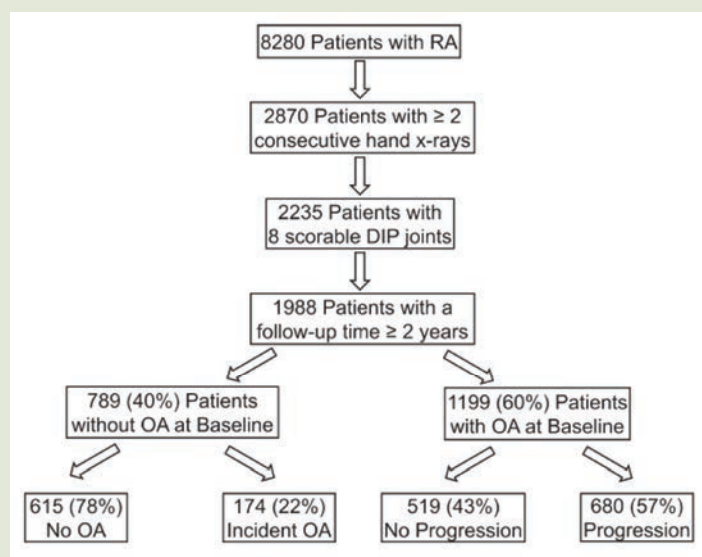 8280 Patients with RA
2870 Patients with ≥ 2
consecutive hand x-rays
2235 Patients with
8 scorable DIP joints
1988 Patients with a
follow-up time ≥ 2 years
789 (40%) Patients
without OA at Baseline
1199 (60%) Patients
with OA at Baseline
615 (78%)
No OA
174 (22%)
Incident OA
519 (43%)
No Progression
680 (57%)
Progression